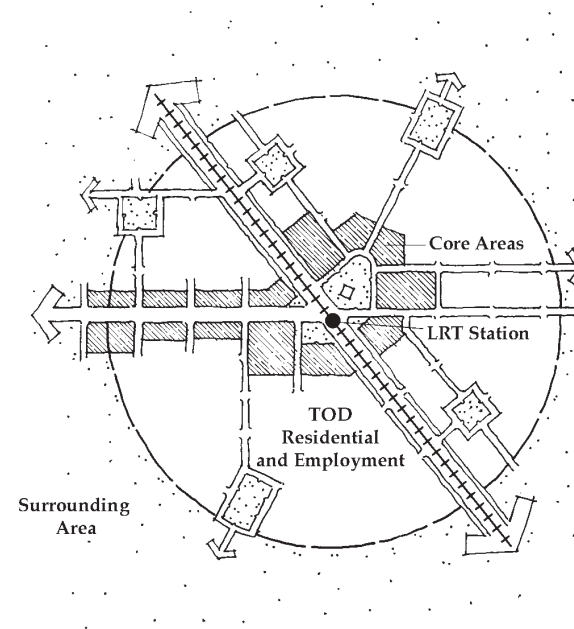 Core Areas
LRT Station
TOD
Residential
and Employment
Surrounding
Area